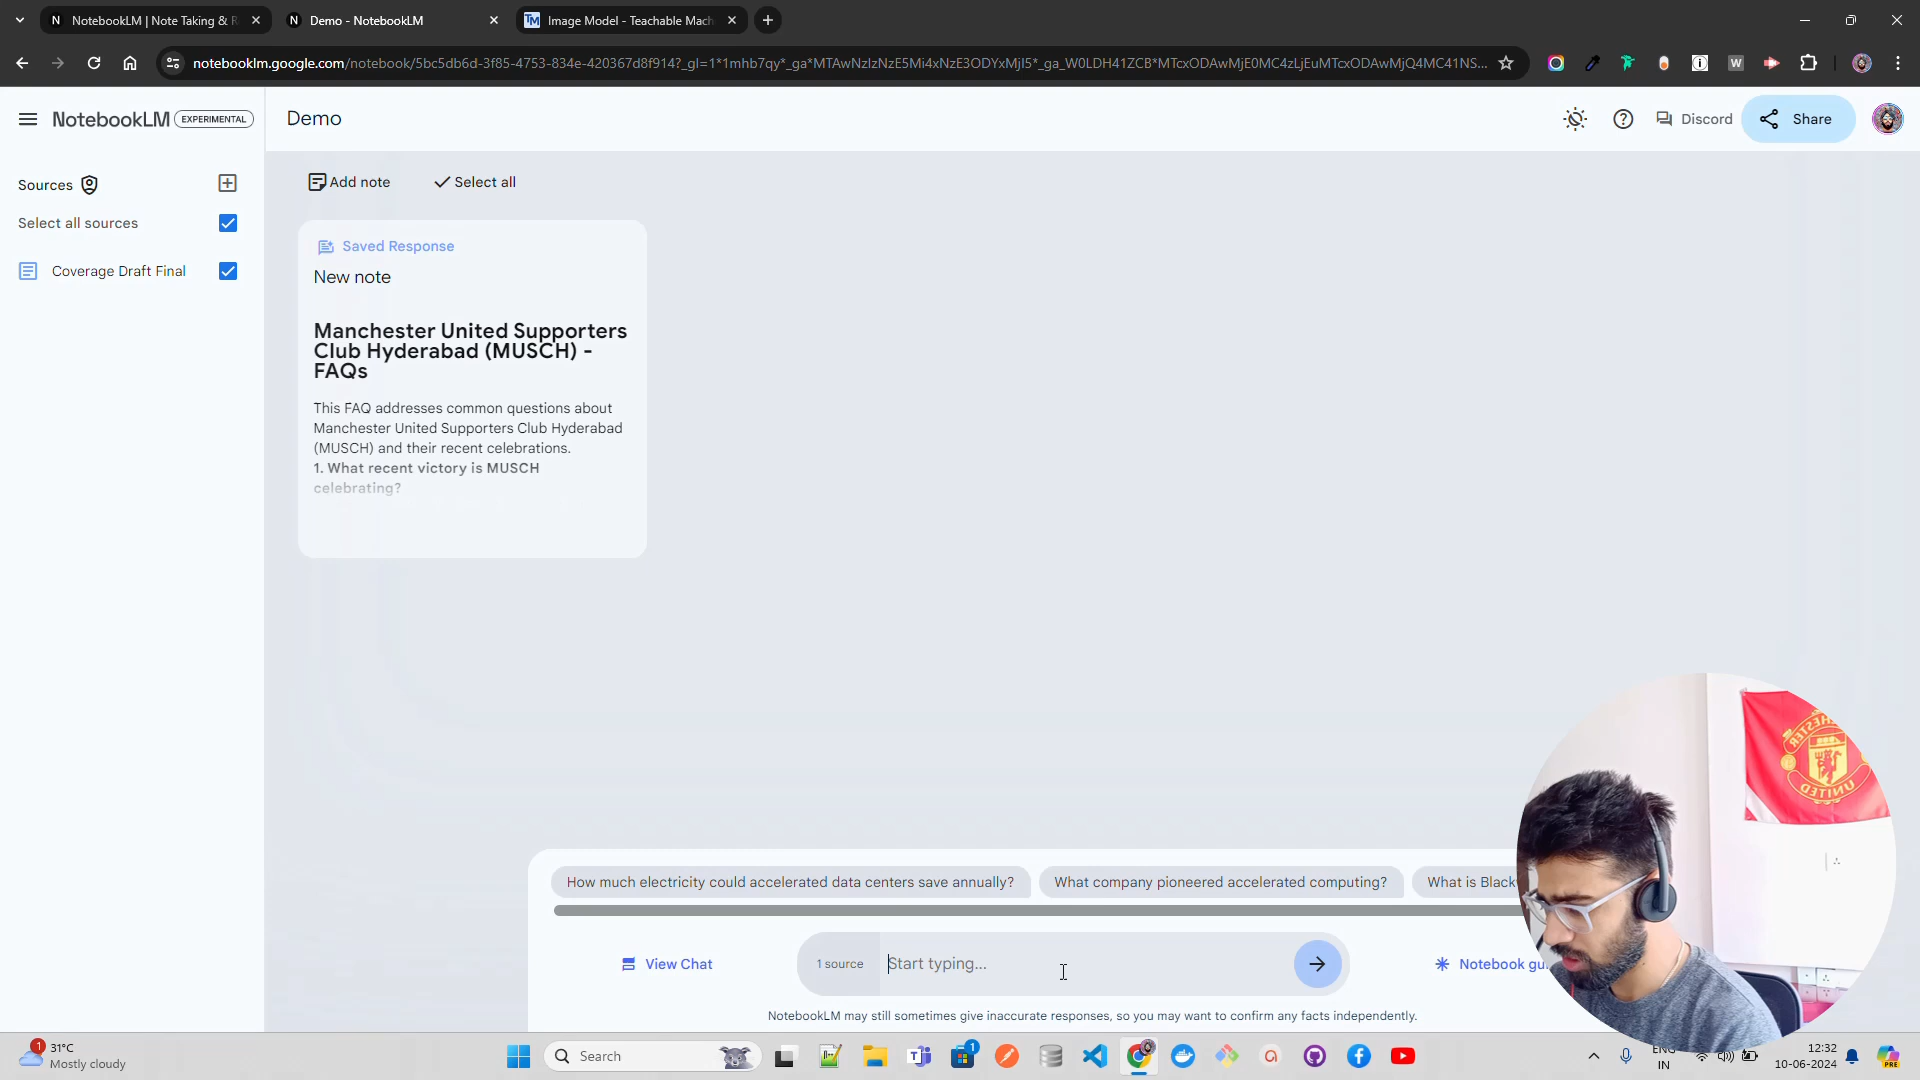 NotebookLM | Note Taking & R
Demo - NotebookLM
Image Model - Teachable Mach
notebooklm.google.com/notebook/5bc5db6d-3f85-4753-834e-420367d8f914?_gl=1*1mhb7qy*_ga*MTAwNzIzNzE5Mi4xNzE3ODYxMjI5*_ga_W0LDH41ZCB*MTcxODAwMjE0MC4zLjEuMTcxODAwMjQ4MC41NS...
NotebookLM EXPERIMENTAL
Demo
Discord
Share
Sources
Add note
Select all
Select all sources
Coverage Draft Final
Saved Response
New note
Manchester United Supporters
Club Hyderabad (MUSCH) -
FAQs
This FAQ addresses common questions about
Manchester United Supporters Club Hyderabad
(MUSCH) and their recent celebrations.
1. What recent victory is MUSCH
celebrating?
MANCHESTER
UNITED
How much electricity could accelerated data centers save annually?
What company pioneered accelerated computing?
What is Black
View Chat
1 source
Start typing...
Notebook gu
NotebookLM may still sometimes give inaccurate responses, so you may want to confirm any facts independently.
1
31°C
Mostly cloudy
Search
1
ENG
IN
12:32
10-06-2024
PRE